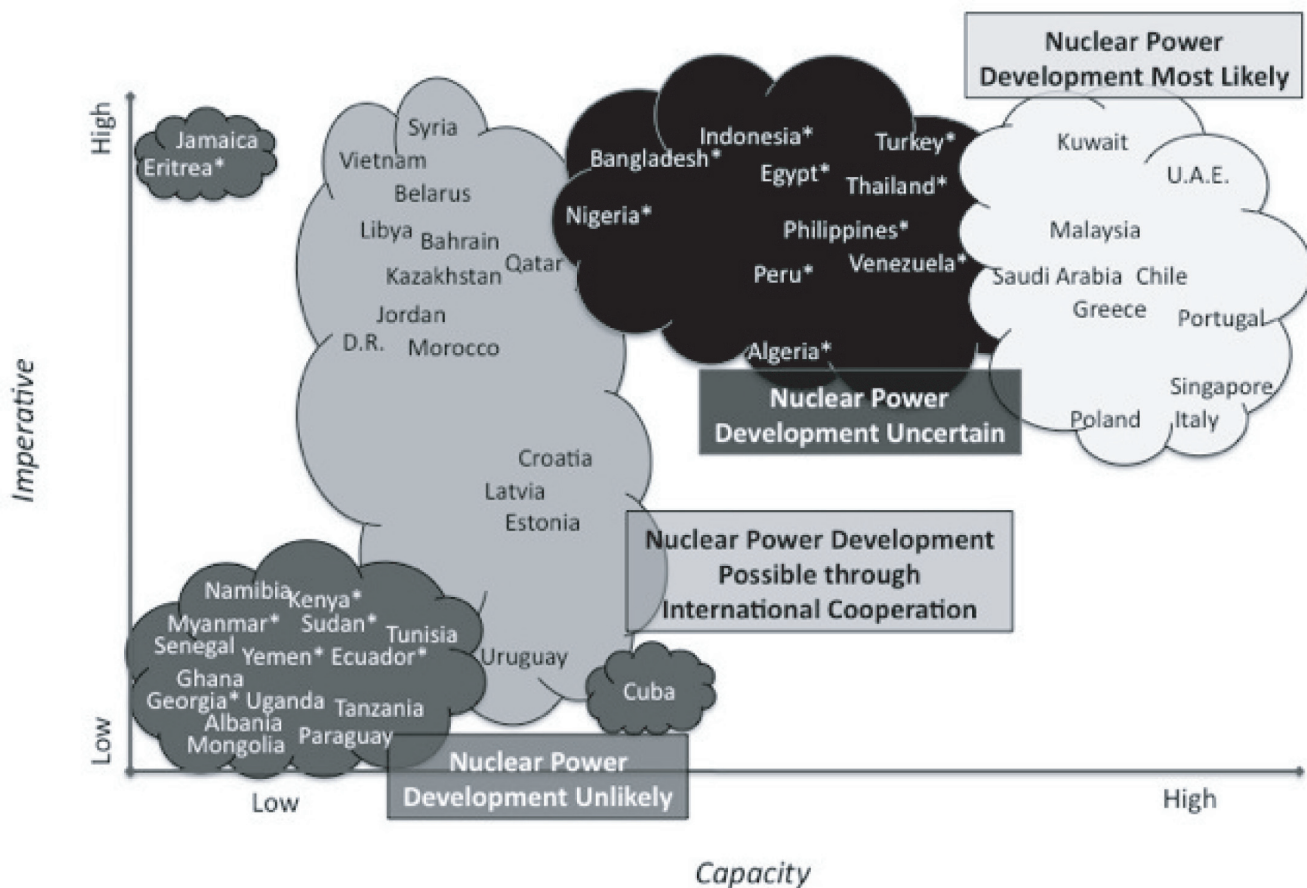 Nuclear Power
Development Most Likely
High
Jamaica
Eritrea*
Syria
Vietnam
Belarus
Libya
Bahrain
Qatar
Kazakhstan
Jordan
D.R.
Morocco
Croatia
Latvia
Estonia
Uruguay
Indonesia*
Turkey*
Bangladesh*
Egypt*
Thailand*
Nigeria*
Philippines*
Venezuela*
Peru*
Algeria*
Nuclear Power
Development Uncertain
Kuwait
U.A.E.
Malaysia
Saudi Arabia Chile
Greece
Portugal
Singapore
Poland Italy
Imperative
Nuclear Power Development
Possible through
International Cooperation
Namibia
Kenya*
Myanmar*
Sudan*
Tunisia
Senegal
Yemen* Ecuador*
Ghana
Georgia* Uganda
Tanzania
Albania
Paraguay
Mongolia
Cuba
Low
Nuclear Power
Development Unlikely
Low
High
Capacity